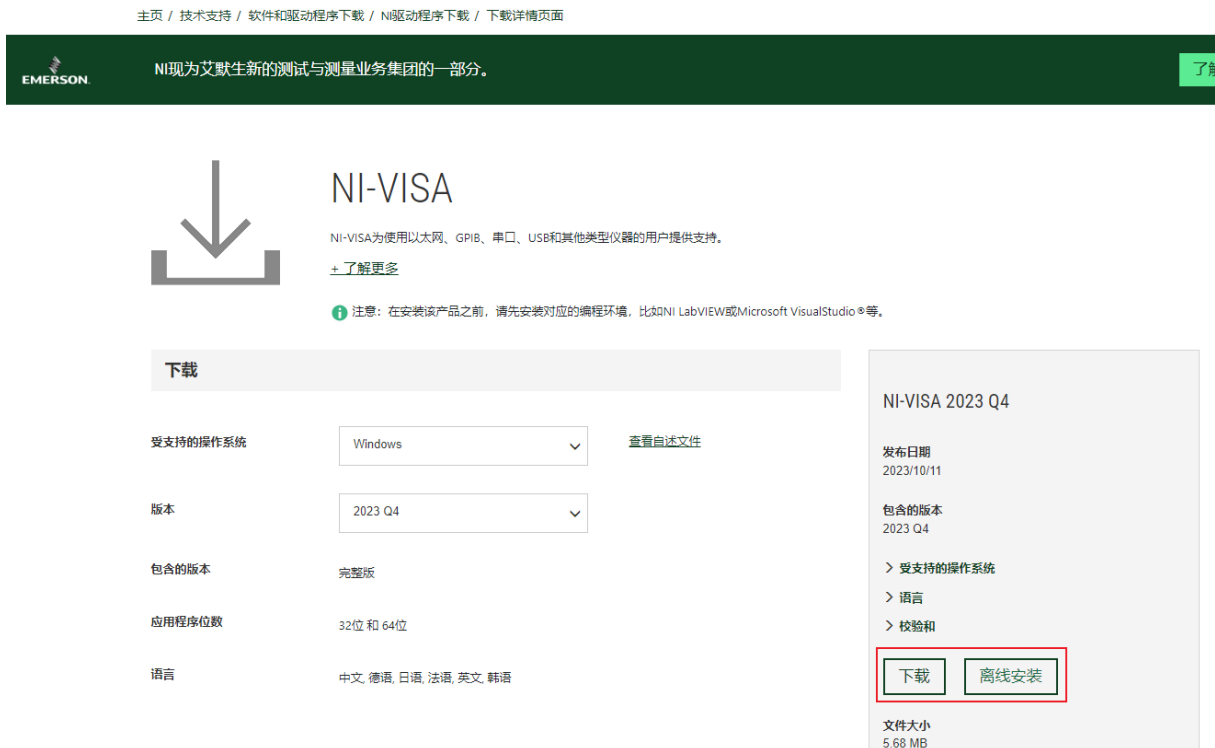 主页 / 技术支持 / 软件和驱动程序下载 / NI驱动程序下载 / 下载详情页面
EMERSON.
NI现为艾默生新的测试与测量业务集团的一部分。
了解
NI-VISA
NI-VISA为使用以太网、GPIB、串口、USB和其他类型仪器的用户提供支持。
+ 了解更多
注意：在安装该产品之前，请先安装对应的编程环境，比如NI LabVIEW或Microsoft VisualStudio®等。
下载
受支持的操作系统
Windows
查看自述文件
版本
2023 Q4
包含的版本
完整版
应用程序位数
32位 和 64位
语言
中文, 德语, 日语, 法语, 英文, 韩语
NI-VISA 2023 Q4
发布日期
2023/10/11
包含的版本
2023 Q4
受支持的操作系统
语言
校验和
下载
离线安装
文件大小
5.68 MB